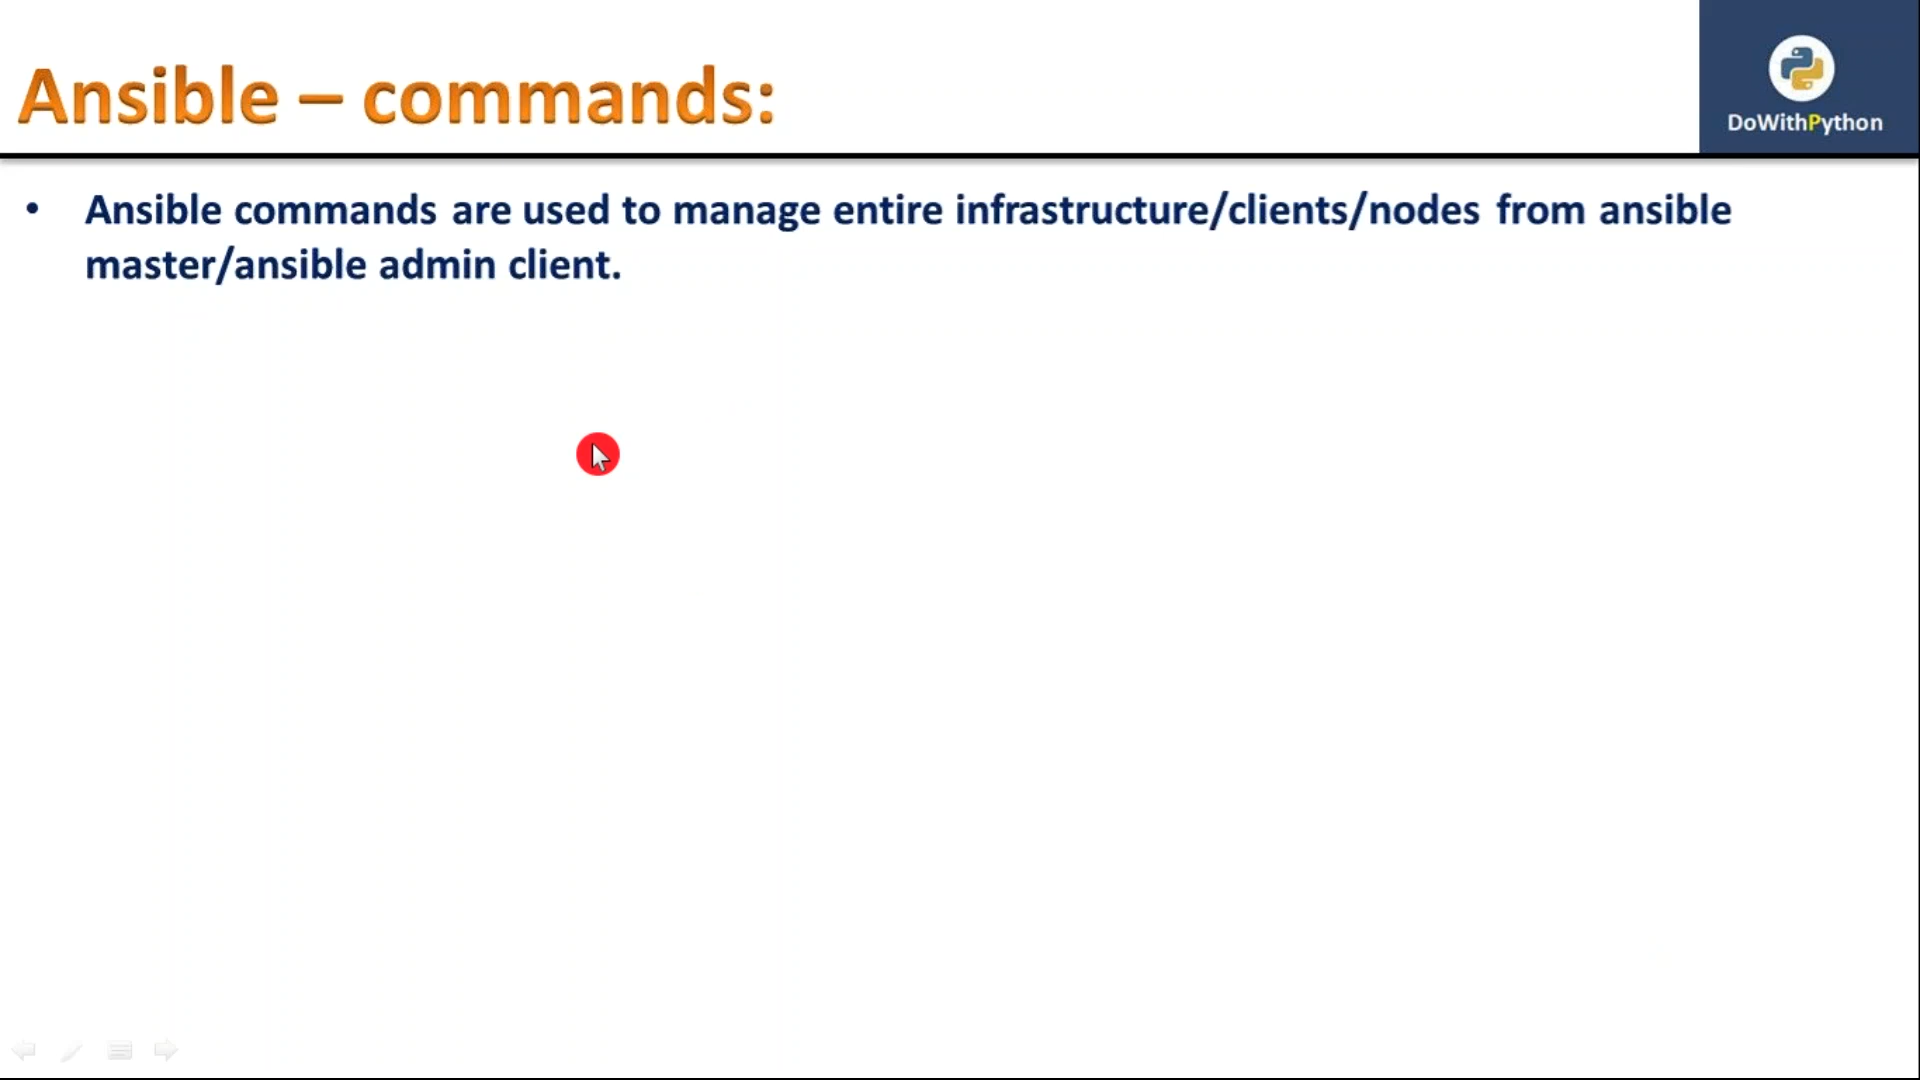 Ansible – commands:
DoWithPython
• Ansible commands are used to manage entire infrastructure/clients/nodes from ansible
master/ansible admin client.